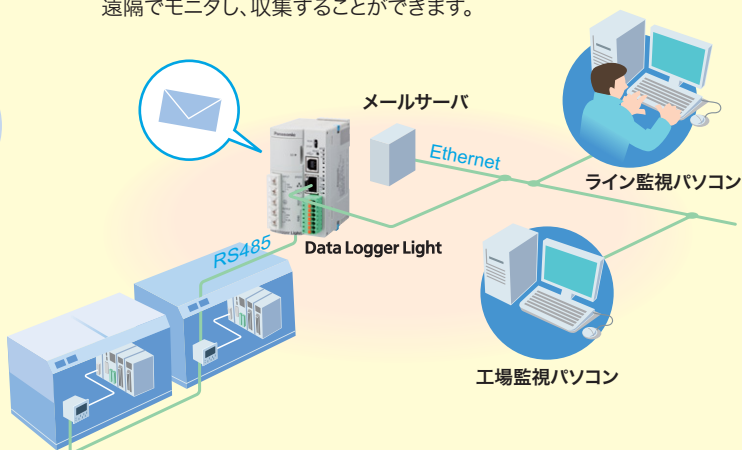 遠隔でモニタし、収集することができます。
メールサーバ
Panasonic
Ethernet
ライン監視パソコン
RS485
Data Logger Light
工場監視パソコン